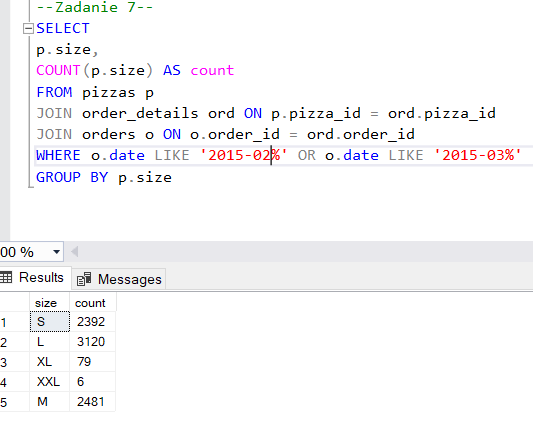 --Zadanie 7--
SELECT
p.size,
COUNT(p.size) AS count
FROM pizzas p
JOIN order_details ord ON p.pizza_id = ord.pizza_id
JOIN orders o ON o.order_id = ord.order_id
WHERE o.date LIKE '2015-02%' OR o.date LIKE '2015-03%'
GROUP BY p.size
00 %
Results Messages
size count
1 S 2392
2 L 3120
3 XL 79
4 XXL 6
5 M 2481